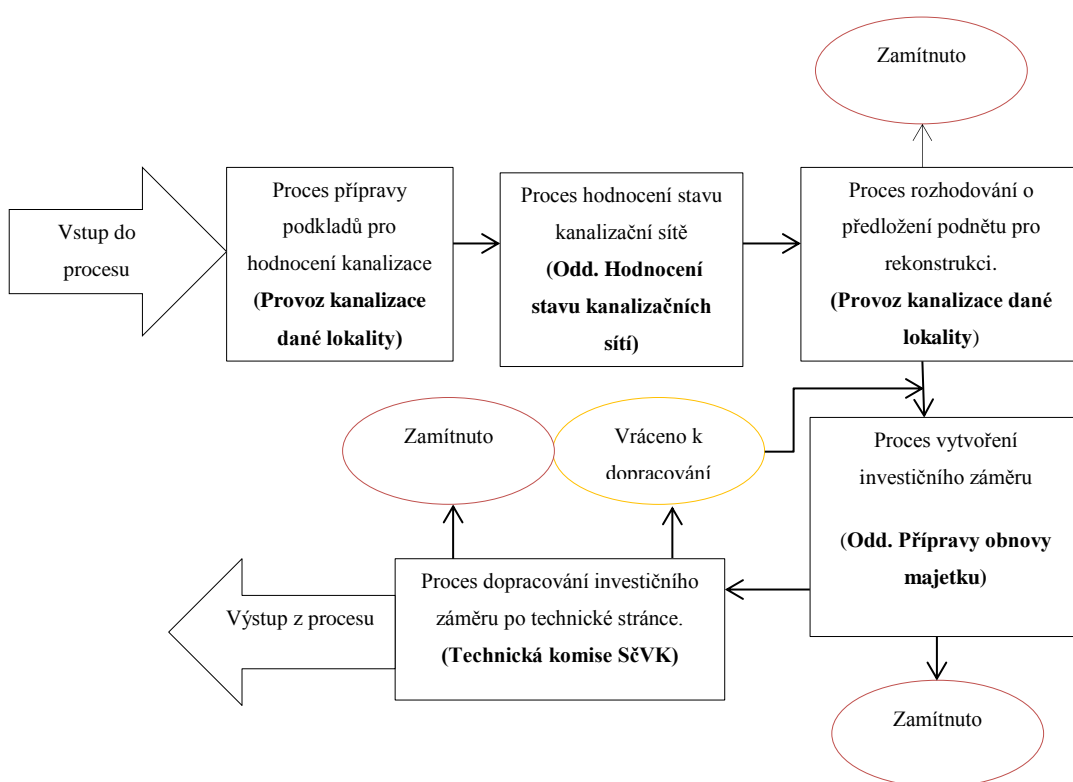 Zamítnuto
Vstup do
procesu
Proces přípravy
podkladů pro
hodnocení kanalizace
(Provoz kanalizace
dané lokality)
Proces hodnocení stavu
kanalizační sítě
(Odd. Hodnocení
stavu kanalizačních
sítí)
Proces rozhodování o
předložení podnětu pro
rekonstrukci.
(Provoz kanalizace dané
lokality)
Zamítnuto
Vráceno k
dopracování
Proces vytvoření
investičního záměru
(Odd. Přípravy obnovy
majetku)
Výstup z procesu
Proces dopracování investičního
záměru po technické stránce.
(Technická komise SčVK)
Zamítnuto